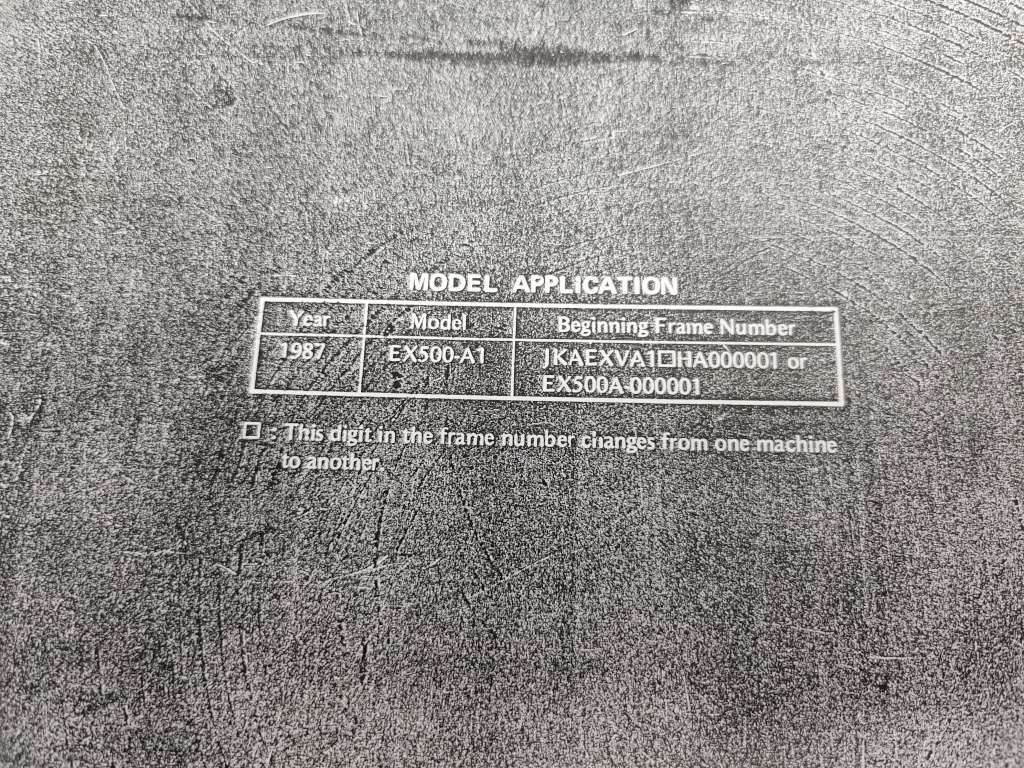 MODEL APPLICATION
Year Model Beginning Frame Number
1987 EX500-A1 JKAEXVA1□HA000001 or
EX500A-000001
□ : This digit in the frame number changes from one machine
to another.